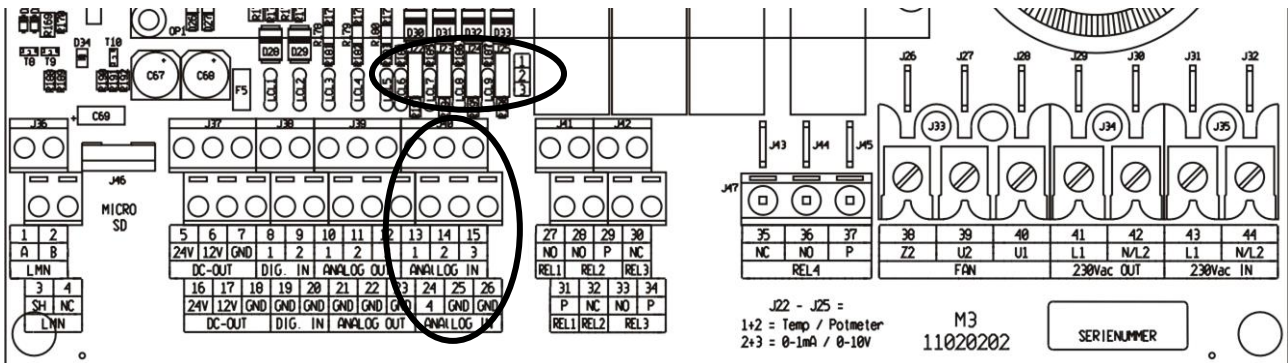 OP1
D30 D31 D32 D33
R178 R179 R180
D34 T10
D28 D29
T8 T9
C67 C68
F5
LCL1 LCL2 LCL3 LCL4
1
2
3
C69
J26 J27 J28 J29 J30 J31 J32
J36 J37 J38 J39 J40 J41 J42
J33 J34 J35
J43 J44 J45
J46
J47
MICRO
SD
1 2
A B
LMN
3 4
SH NC
LMN
5 6 7 8 9 10 11 12 13 14 15
24V 12V GND 1 2 1 2 1 2 3
DC-OUT DIG. IN ANALOG OUT ANALOG IN
16 17 18 19 20 21 22 23 24 25 26
24V 12V GND GND GND GND GND GND 4 GND GND
DC-OUT DIG. IN ANALOG OUT ANALOG IN
27 28 29 30
NO NO P NC
REL1 REL2 REL3
31 32 33 34
P NC NO P
REL1 REL2 REL3
35 36 37
NC NO P
REL4
38 39 40 41 42 43 44
Z2 U2 U1 L1 N/L2 L1 N/L2
FAN 230Vac OUT 230Vac IN
J22 - J25 =
1+2 = Temp / Potmeter
2+3 = 0-1mA / 0-10V
M3
11020202
SERIENUMMER